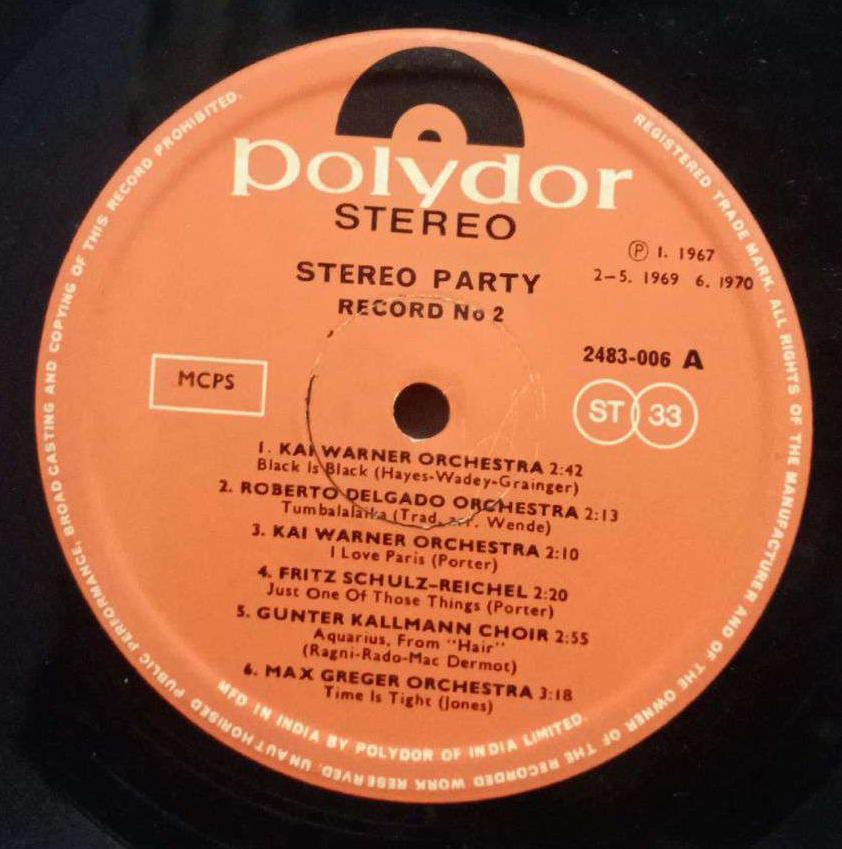 polydor
STEREO
STEREO PARTY
RECORD No 2
Ⓟ 1. 1967
2-5. 1969 6. 1970
2483-006 A
MCPS
ST 33
1. KAI WARNER ORCHESTRA 2:42
Black Is Black (Hayes-Wadey-Grainger)
2. ROBERTO DELGADO ORCHESTRA 2:13
Tumbalalaika (Trad. arr. Wende)
3. KAI WARNER ORCHESTRA 2:10
I Love Paris (Porter)
4. FRITZ SCHULZ-REICHEL 2:20
Just One Of Those Things (Porter)
5. GUNTER KALLMANN CHOIR 2:55
Aquarius, From "Hair"
(Ragni-Rado-Mac Dermot)
6. MAX GREGER ORCHESTRA 3:18
Time Is Tight (Jones)
MFD IN INDIA BY POLYDOR OF INDIA LIMITED.
REGISTERED TRADE MARK. ALL RIGHTS OF THE MANUFACTURER AND OF THE OWNER OF THE RECORDED WORK RESERVED. UNAUTHORISED PUBLIC PERFORMANCE, BROADCASTING AND COPYING OF THIS RECORD PROHIBITED.